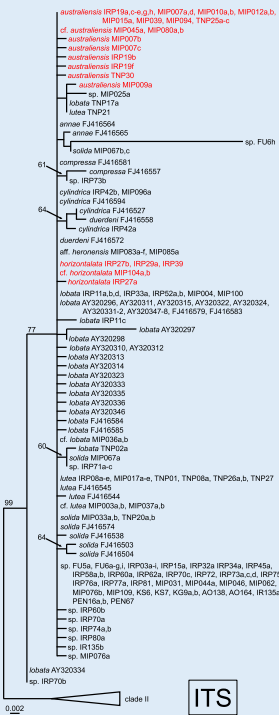 australiensis IRP19a,c-e,g,h, MIP007a,d, MIP010a,b, MIP012a,b,
MIP015a, MIP039, MIP094, TNP25a-c
cf. australiensis MIP045a, MIP080a,b
australiensis MIP007b
australiensis MIP007c
australiensis IRP19b
australiensis IRP19f
australiensis TNP30
australiensis MIP009a
sp. MIP025a
lobata TNP17a
lutea TNP21
annae FJ416564
annae FJ416565
sp. FU6h
solida MIP067b,c
compressa FJ416581
61
compressa FJ416557
sp. IRP73b
cylindrica IRP42b, MIP096a
cylindrica FJ416594
64
cylindrica FJ416527
duerdeni FJ416558
cylindrica IRP42a
duerdeni FJ416572
aff. heronensis MIP083a-f, MIP085a
horizontalata IRP27b, IRP29a, IRP39
cf. horizontalata MIP104a,b
horizontalata IRP27a
lobata IRP11a,b,d, IRP33a, IRP52a,b, MIP004, MIP100
lobata AY320296, AY320311, AY320315, AY320322, AY320324,
AY320331-2, AY320347-8, FJ416579, FJ416583
lobata IRP11c
77
lobata AY320297
lobata AY320298
lobata AY320310, AY320312
lobata AY320313
lobata AY320314
lobata AY320323
lobata AY320333
lobata AY320335
lobata AY320336
lobata AY320346
lobata FJ416584
lobata FJ416585
cf. lobata MIP036a,b
60
lobata TNP02a
solida MIP067a
sp. IRP71a-c
lutea IRP08a-e, MIP017a-e, TNP01, TNP08a, TNP26a,b, TNP27
lutea FJ416545
lutea FJ416544
cf. lutea MIP003a,b, MIP037a,b
99
solida MIP033a,b, TNP20a,b
solida FJ416574
64
solida FJ416538
solida FJ416503
solida FJ416504
sp. FU5a, FU6a-g,i, IRP03a-i, IRP15a, IRP32a IRP34a, IRP45a,
IRP58a,b, IRP60a, IRP62a, IRP70c, IRP72, IRP73a,c,d,
IRP76a, IRP77a, IRP81, MIP031, MIP044a, MIP046, MIP062,
MIP076b, MIP109, KS6, KS7, KG9a,b, AO138, AO164,
PEN16a,b, PEN67
sp. IRP60b
sp. IRP70a
sp. IRP74a,b
sp. IRP80a
sp. IR135b
sp. MIP076a
lobata AY320334
sp. IRP70b
clade II
0.002
ITS